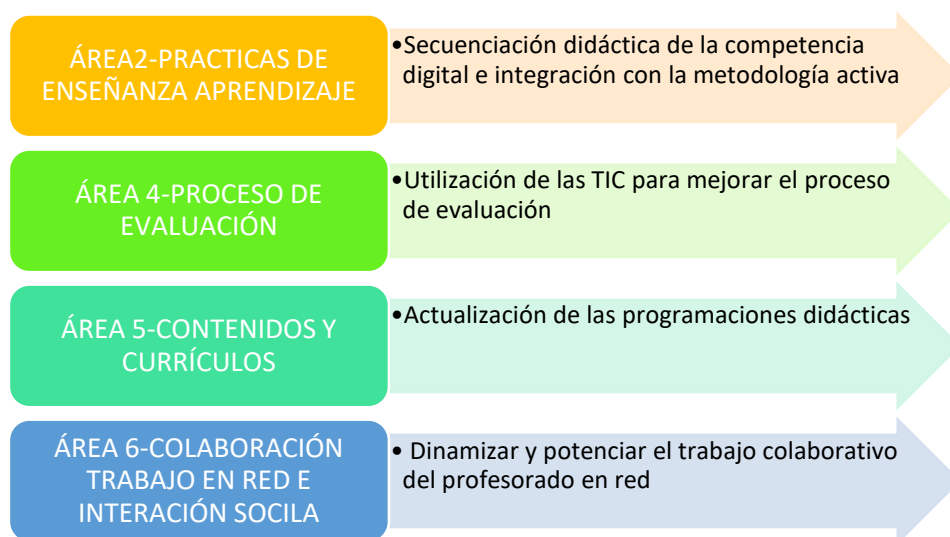 ÁREA2-PRACTICAS DE
ENSEÑANZA APRENDIZAJE
•Secuenciación didáctica de la competencia
digital e integración con la metodología activa
ÁREA 4-PROCESO DE
EVALUACIÓN
•Utilización de las TIC para mejorar el proceso
de evaluación
ÁREA 5-CONTENIDOS Y
CURRÍCULOS
•Actualización de las programaciones didácticas
ÁREA 6-COLABORACIÓN
TRABAJO EN RED E
INTERACIÓN SOCILA
• Dinamizar y potenciar el trabajo colaborativo
del profesorado en red